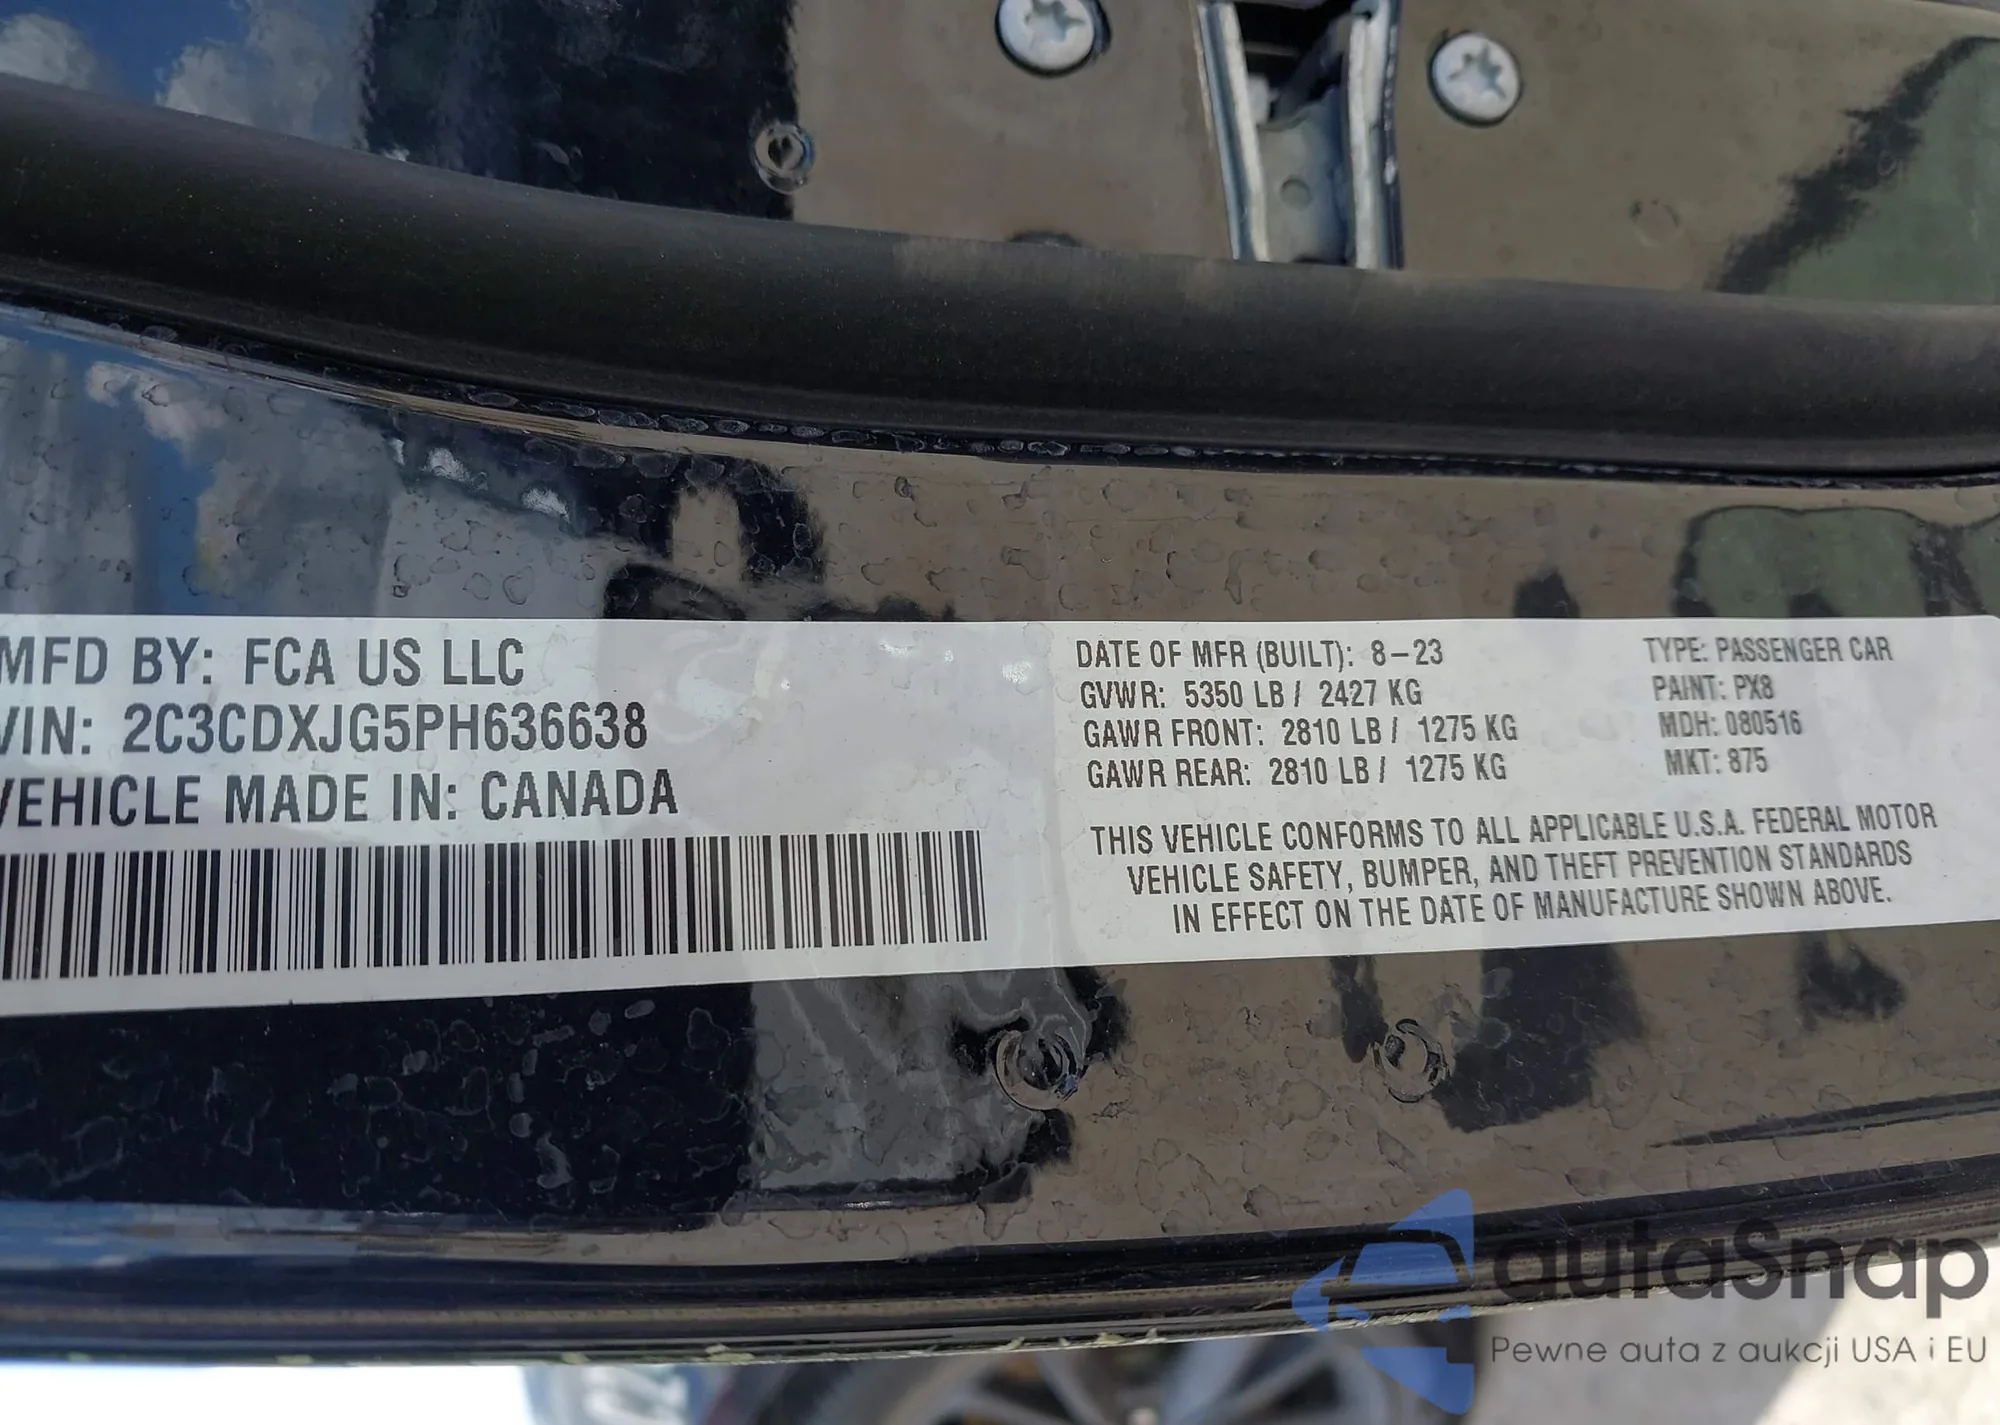 MFD BY: FCA US LLC
VIN: 2C3CDXJG5PH636638
VEHICLE MADE IN: CANADA
DATE OF MFR (BUILT): 8-23
GVWR: 5350 LB / 2427 KG
GAWR FRONT: 2810 LB / 1275 KG
GAWR REAR: 2810 LB / 1275 KG
TYPE: PASSENGER CAR
PAINT: PX8
MDH: 080516
MKT: 875
THIS VEHICLE CONFORMS TO ALL APPLICABLE U.S.A. FEDERAL MOTOR
VEHICLE SAFETY, BUMPER, AND THEFT PREVENTION STANDARDS
IN EFFECT ON THE DATE OF MANUFACTURE SHOWN ABOVE.
autaSnap
Pewne auta z aukcji USA i EU